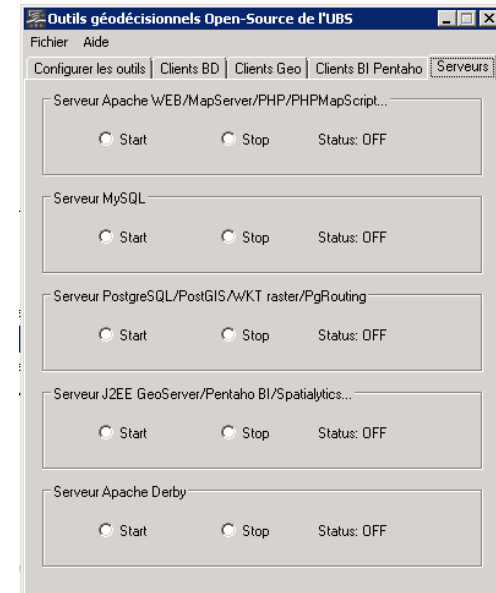 Outils géodécisionnels Open-Source de l'UBS
Fichier Aide
Configurer les outils Clients BD Clients Geo Clients BI Pentaho Serveurs
Serveur Apache WEB/MapServer/PHP/PHPMapScript...
Start Stop Status: OFF
Serveur MySQL
Start Stop Status: OFF
Serveur PostgreSQL/PostGIS/WKT raster/PgRouting
Start Stop Status: OFF
Serveur J2EE GeoServer/Pentaho BI/Spatialytics...
Start Stop Status: OFF
Serveur Apache Derby
Start Stop Status: OFF